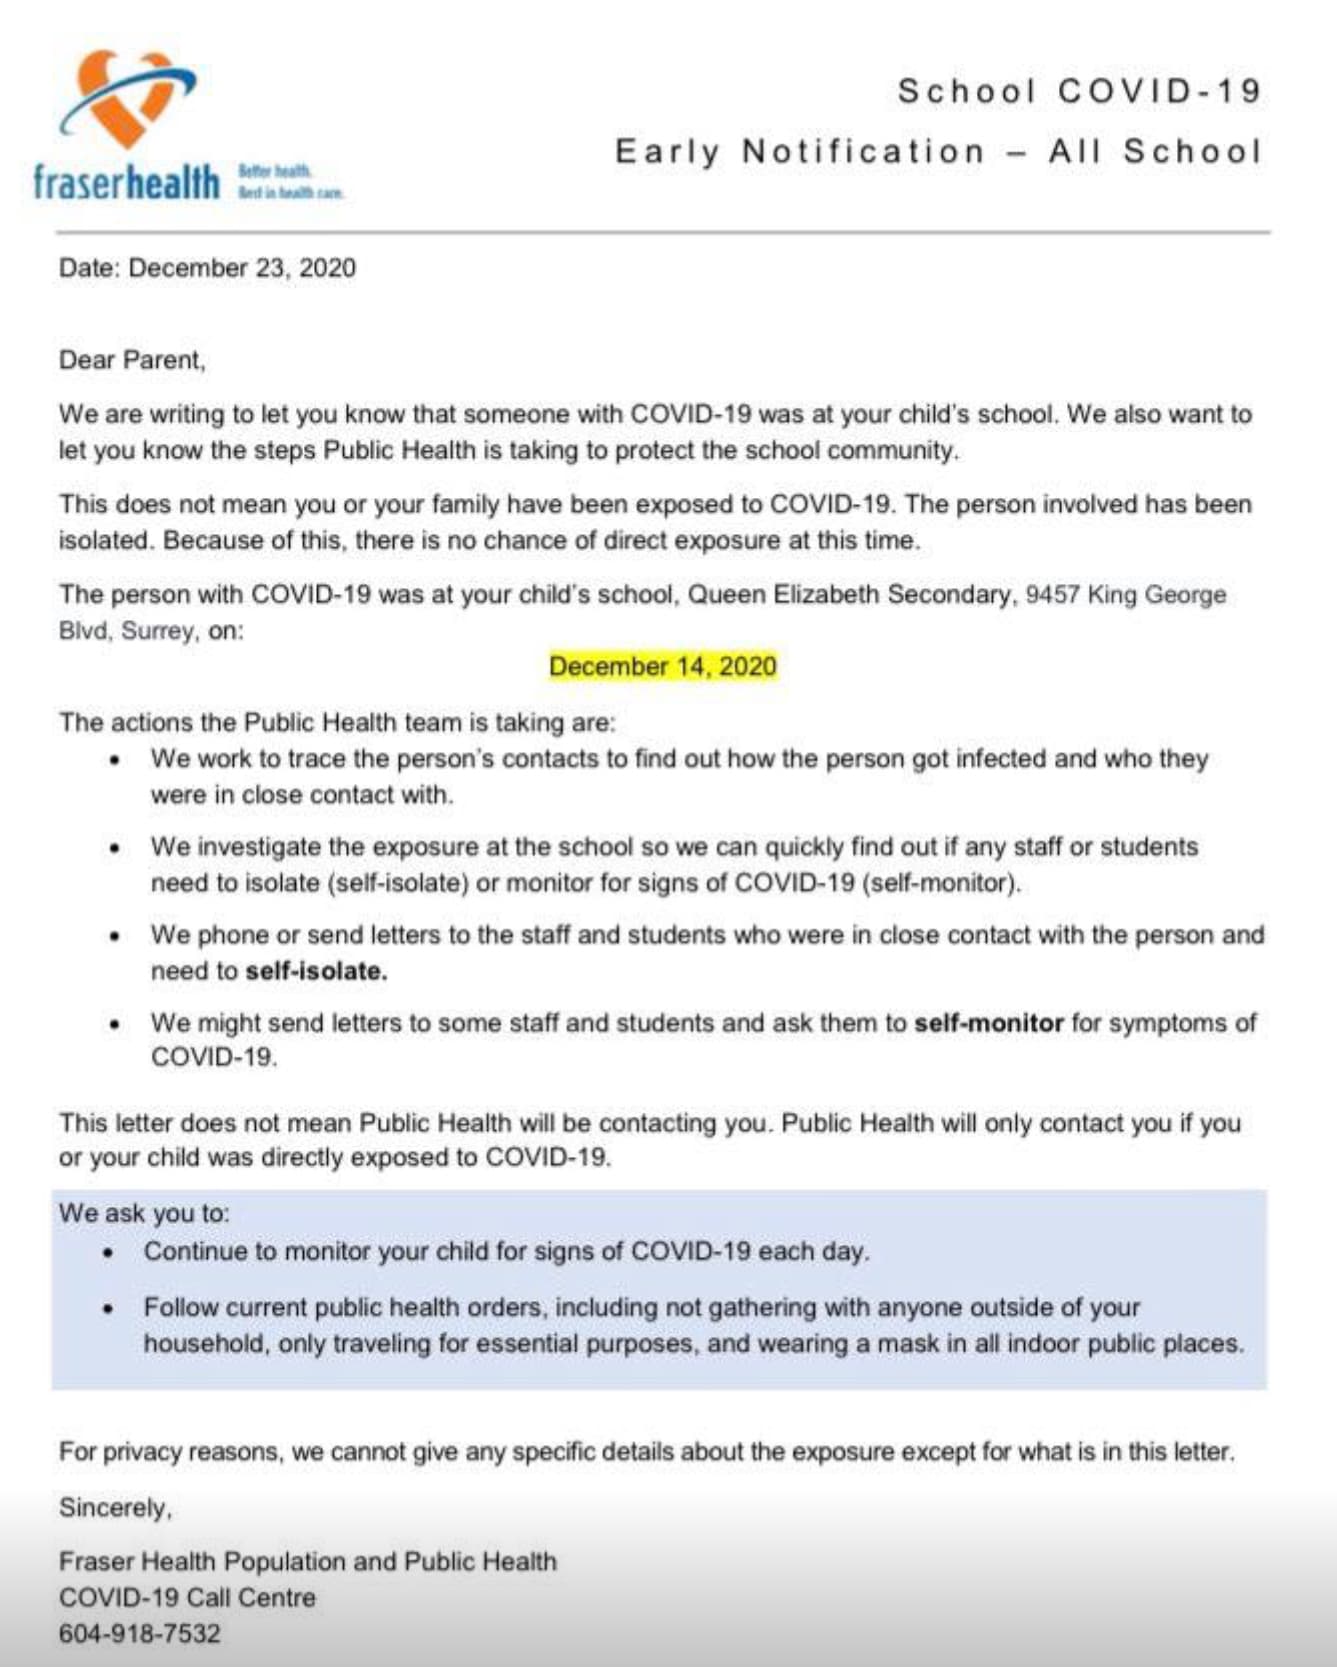 School COVID-19
Early Notification – All School
fraserhealth
Better health.
Best in health care.
Date: December 23, 2020
Dear Parent,
We are writing to let you know that someone with COVID-19 was at your child's school. We also want to
let you know the steps Public Health is taking to protect the school community.
This does not mean you or your family have been exposed to COVID-19. The person involved has been
isolated. Because of this, there is no chance of direct exposure at this time.
The person with COVID-19 was at your child's school, Queen Elizabeth Secondary, 9457 King George
Blvd, Surrey, on:
December 14, 2020
The actions the Public Health team is taking are:
• We work to trace the person's contacts to find out how the person got infected and who they
were in close contact with.
• We investigate the exposure at the school so we can quickly find out if any staff or students
need to isolate (self-isolate) or monitor for signs of COVID-19 (self-monitor).
• We phone or send letters to the staff and students who were in close contact with the person and
need to self-isolate.
• We might send letters to some staff and students and ask them to self-monitor for symptoms of
COVID-19.
This letter does not mean Public Health will be contacting you. Public Health will only contact you if you
or your child was directly exposed to COVID-19.
We ask you to:
• Continue to monitor your child for signs of COVID-19 each day.
• Follow current public health orders, including not gathering with anyone outside of your
household, only traveling for essential purposes, and wearing a mask in all indoor public places.
For privacy reasons, we cannot give any specific details about the exposure except for what is in this letter.
Sincerely,
Fraser Health Population and Public Health
COVID-19 Call Centre
604-918-7532